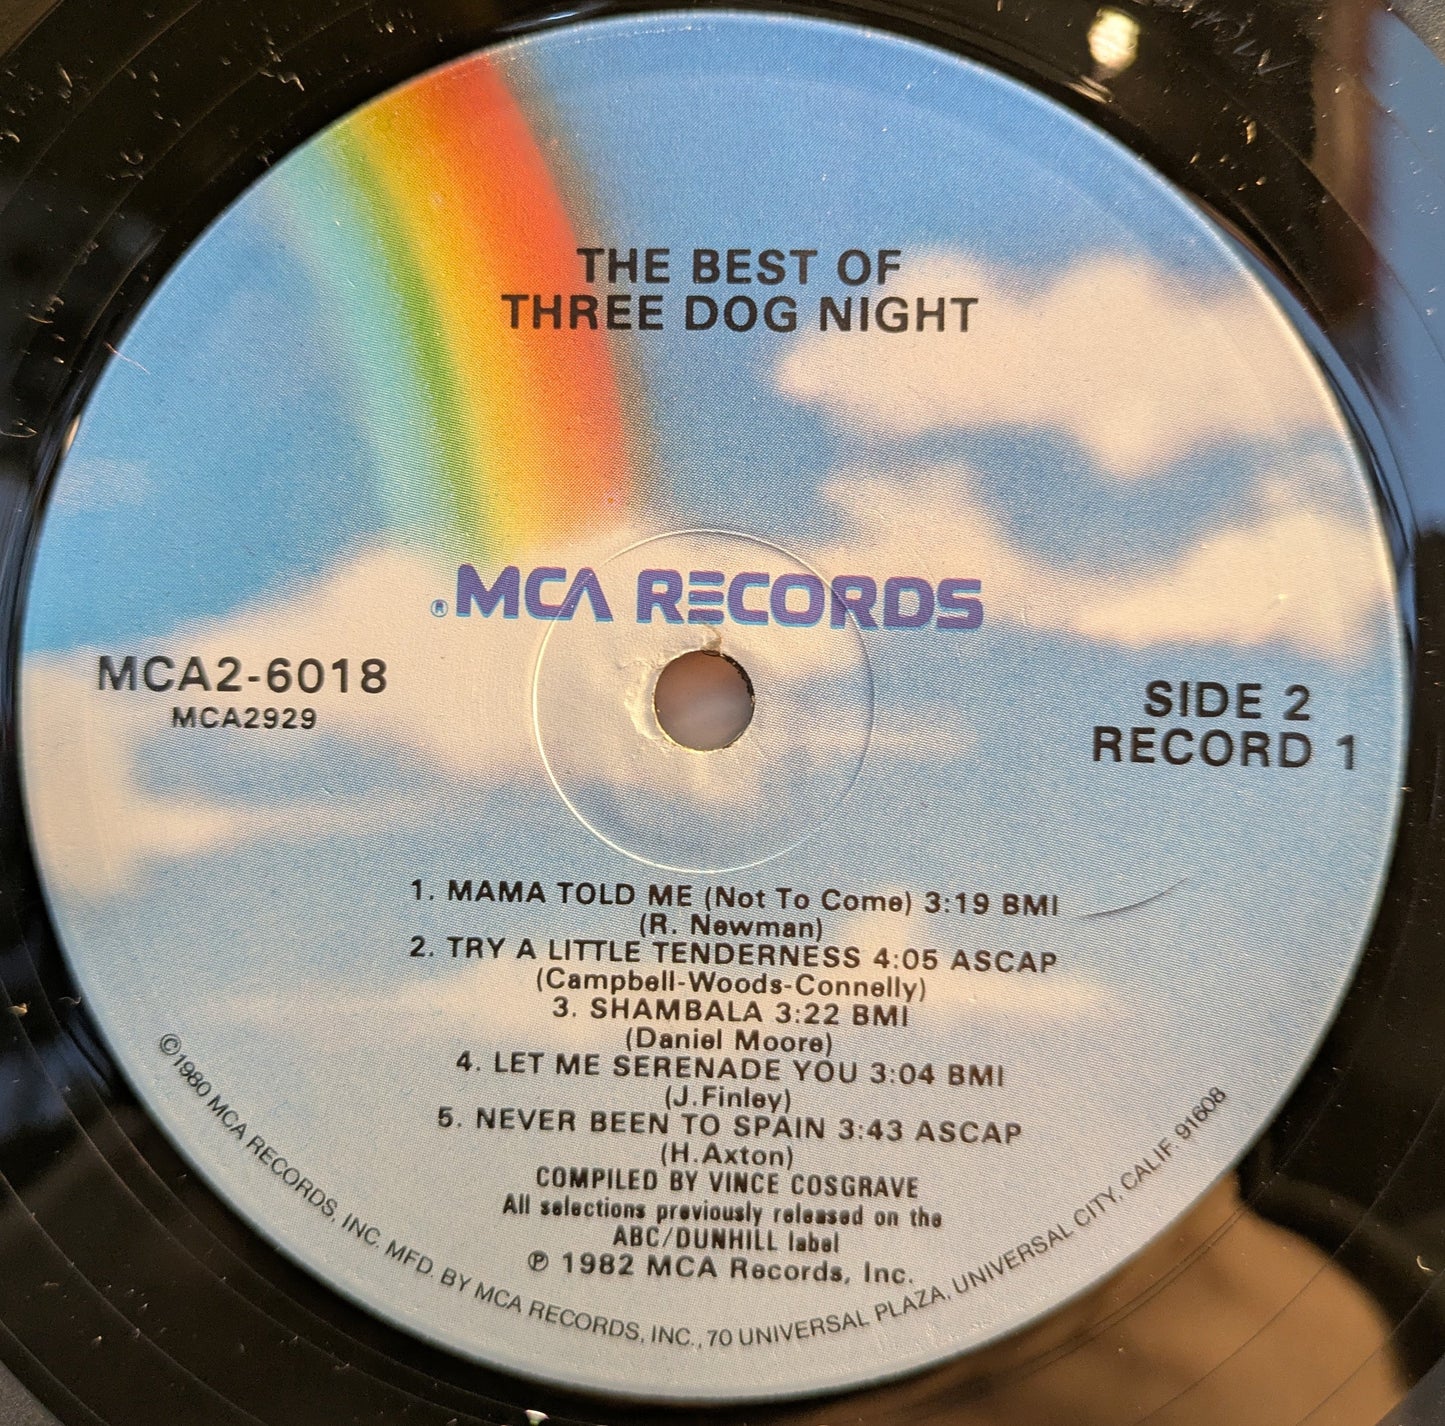 THE BEST OF
THREE DOG NIGHT
® MCA RECORDS
MCA2-6018
MCA2929
SIDE 2
RECORD 1
1. MAMA TOLD ME (Not To Come) 3:19 BMI
(R. Newman)
2. TRY A LITTLE TENDERNESS 4:05 ASCAP
(Campbell-Woods-Connelly)
3. SHAMBALA 3:22 BMI
(Daniel Moore)
4. LET ME SERENADE YOU 3:04 BMI
(J.Finley)
5. NEVER BEEN TO SPAIN 3:43 ASCAP
(H.Axton)
COMPILED BY VINCE COSGRAVE
All selections previously released on the
ABC/DUNHILL label
℗ 1982 MCA Records, Inc.
©1980 MCA RECORDS, INC. MFD. BY MCA RECORDS, INC., 70 UNIVERSAL PLAZA, UNIVERSAL CITY, CALIF. 91608